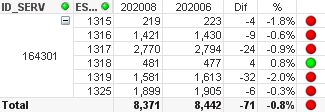 ID_SERV ES... 202008 202006 Dif %
164301 1315 219 223 -4 -1.8%
1316 1,421 1,430 -9 -0.6%
1317 2,770 2,794 -24 -0.9%
1318 481 477 4 0.8%
1319 1,581 1,613 -32 -2.0%
1325 1,899 1,905 -6 -0.3%
Total 8,371 8,442 -71 -0.8%